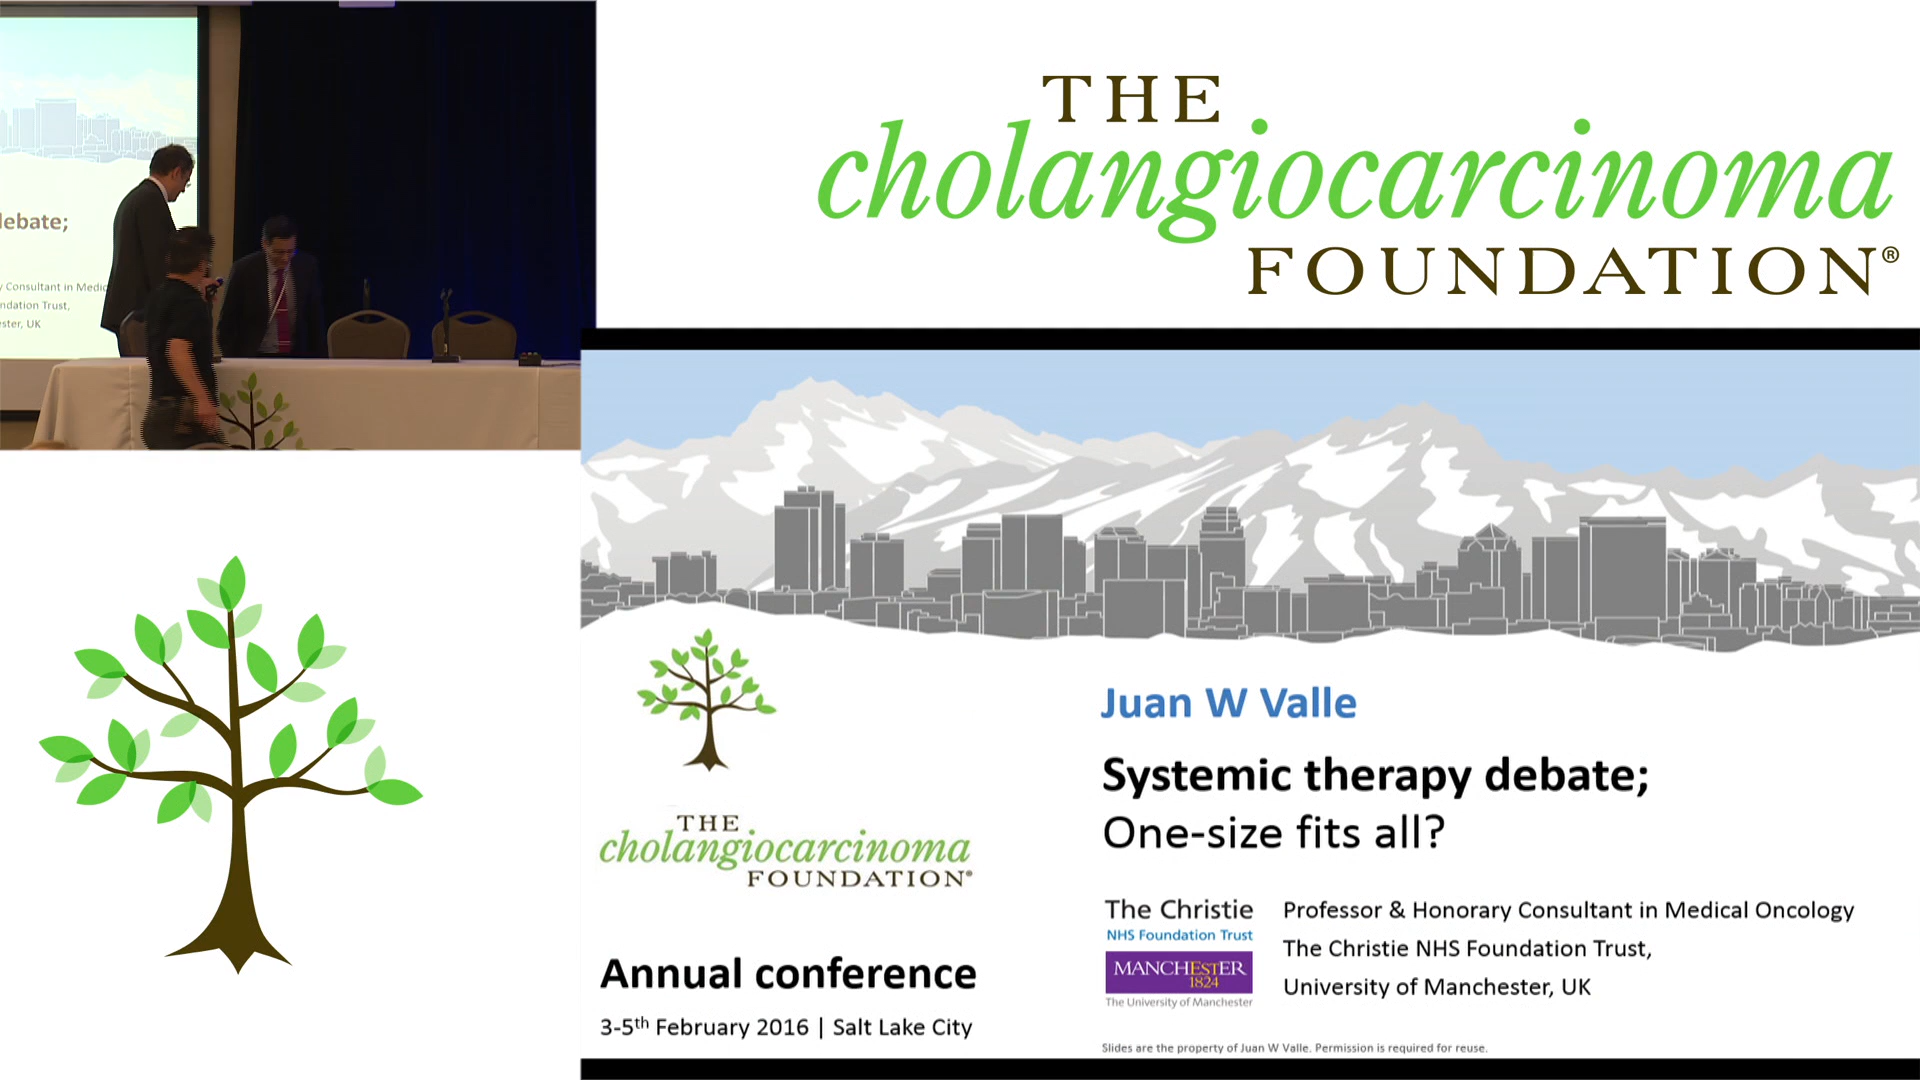 ebate;
Consultant in Medic
ndation Trust,
ster, UK
THE
cholangiocarcinoma
FOUNDATION®
Juan W Valle
Systemic therapy debate;
One-size fits all?
THE
cholangiocarcinoma
FOUNDATION®
Annual conference
3-5th February 2016 | Salt Lake City
The Christie
NHS Foundation Trust
MANCHESTER
1824
The University of Manchester
Professor & Honorary Consultant in Medical Oncology
The Christie NHS Foundation Trust,
University of Manchester, UK
Slides are the property of Juan W Valle. Permission is required for reuse.